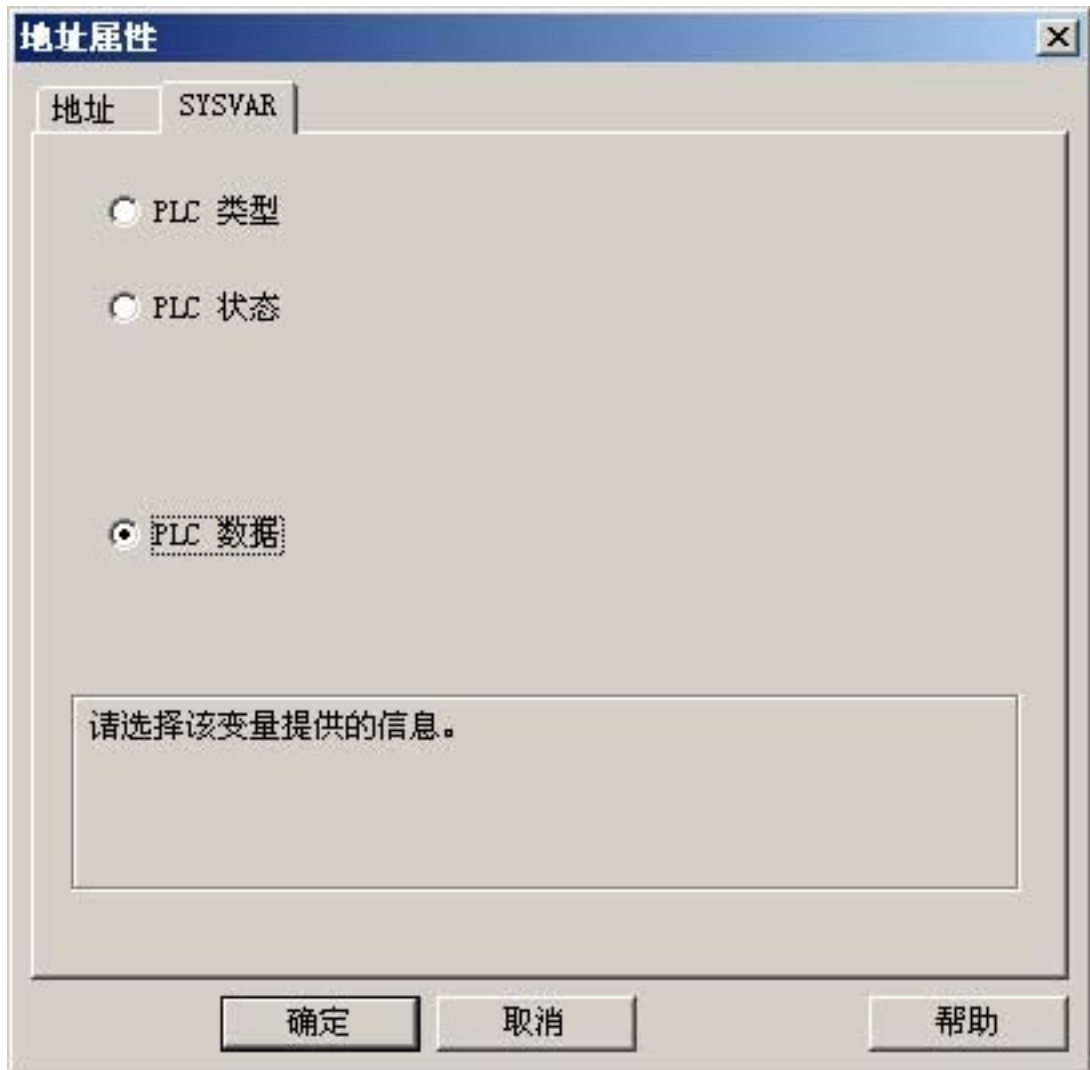 地址属性
地址
SYSVAR
PLC 类型
PLC 状态
PLC 数据
请选择该变量提供的信息。
确定
取消
帮助